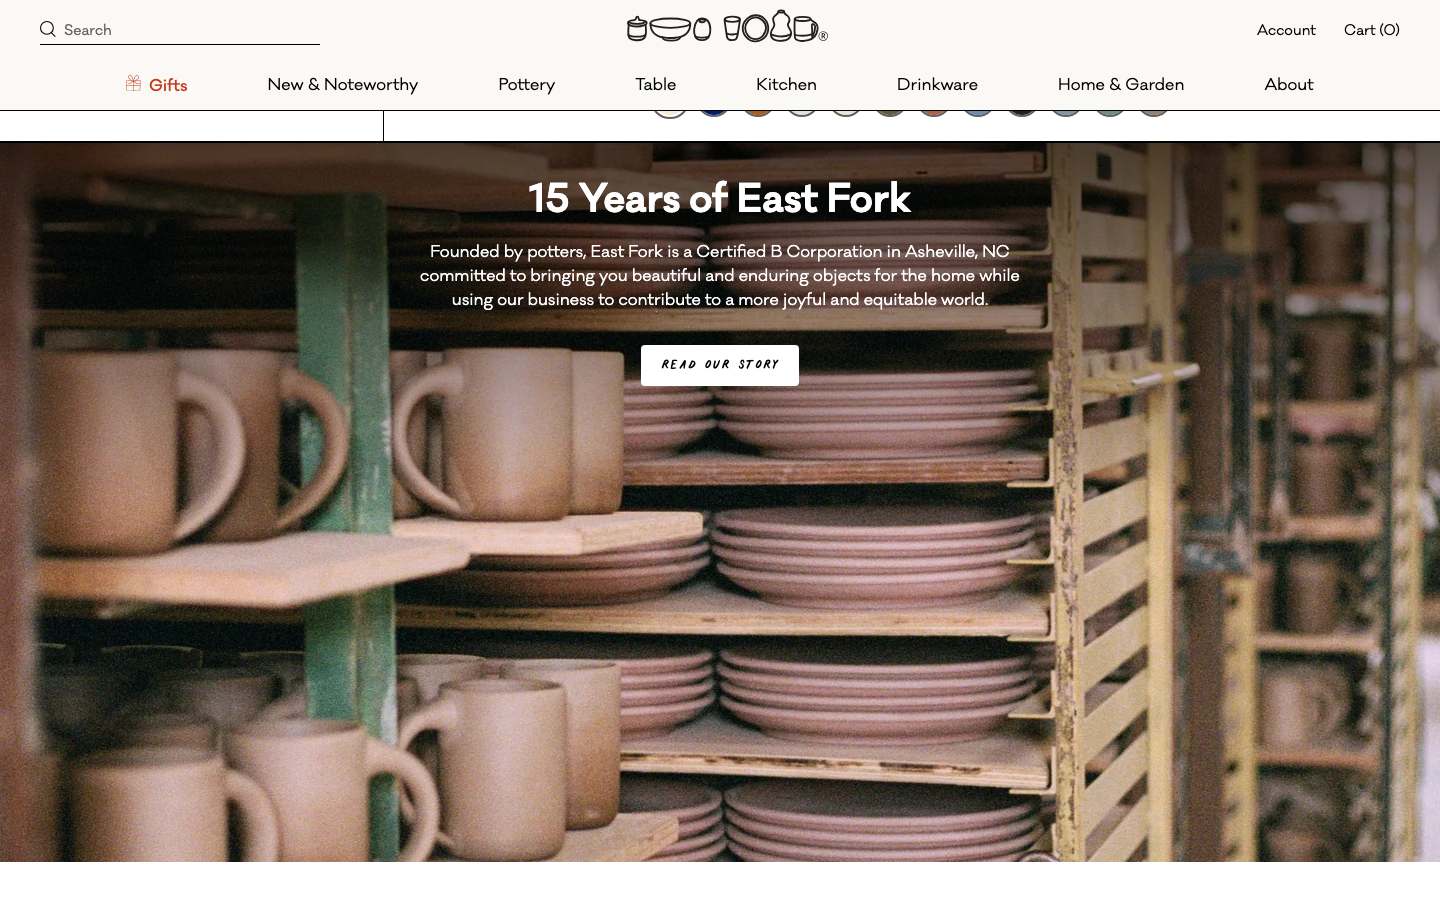 Search
®
Account
Cart (0)
Gifts
New & Noteworthy
Pottery
Table
Kitchen
Drinkware
Home & Garden
About
15 Years of East Fork
Founded by potters, East Fork is a Certified B Corporation in Asheville, NC
committed to bringing you beautiful and enduring objects for the home while
using our business to contribute to a more joyful and equitable world.
READ OUR STORY